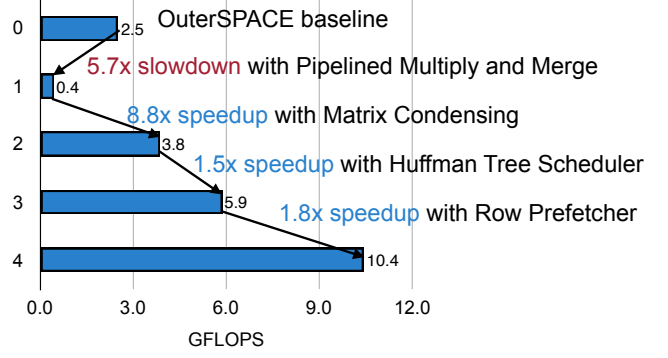 0
2.5
OuterSPACE baseline
5.7x slowdown with Pipelined Multiply and Merge
1
0.4
8.8x speedup with Matrix Condensing
2
3.8
1.5x speedup with Huffman Tree Scheduler
3
5.9
1.8x speedup with Row Prefetcher
4
10.4
0.0 3.0 6.0 9.0 12.0
GFLOPS